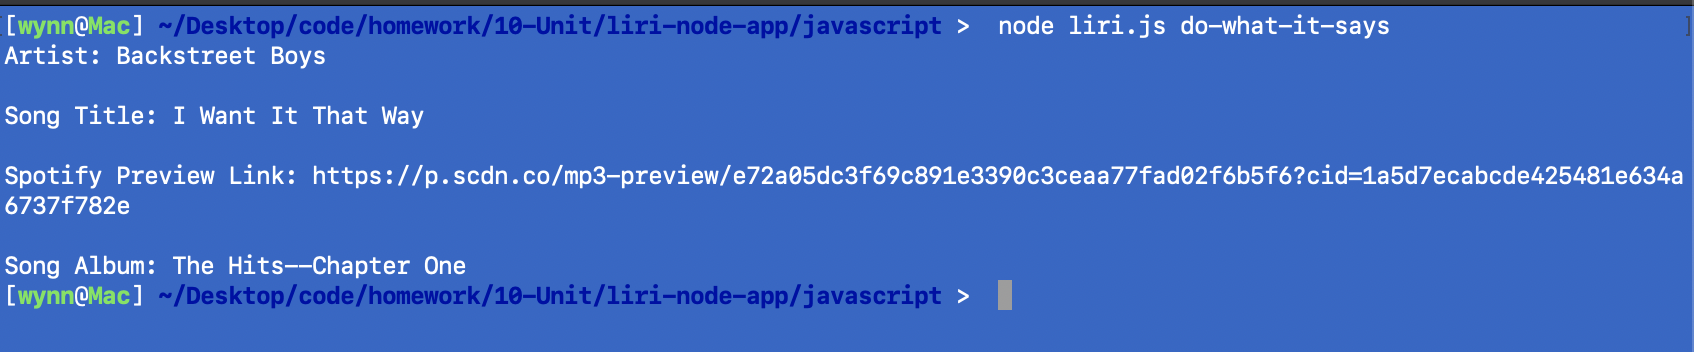 [wynn@Mac] ~/Desktop/code/homework/10-Unit/liri-node-app/javascript >  node liri.js do-what-it-says
Artist: Backstreet Boys
Song Title: I Want It That Way
Spotify Preview Link: https://p.scdn.co/mp3-preview/e72a05dc3f69c891e3390c3ceaa77fad02f6b5f6?cid=1a5d7ecabcde425481e634a
6737f782e
Song Album: The Hits--Chapter One
[wynn@Mac] ~/Desktop/code/homework/10-Unit/liri-node-app/javascript >